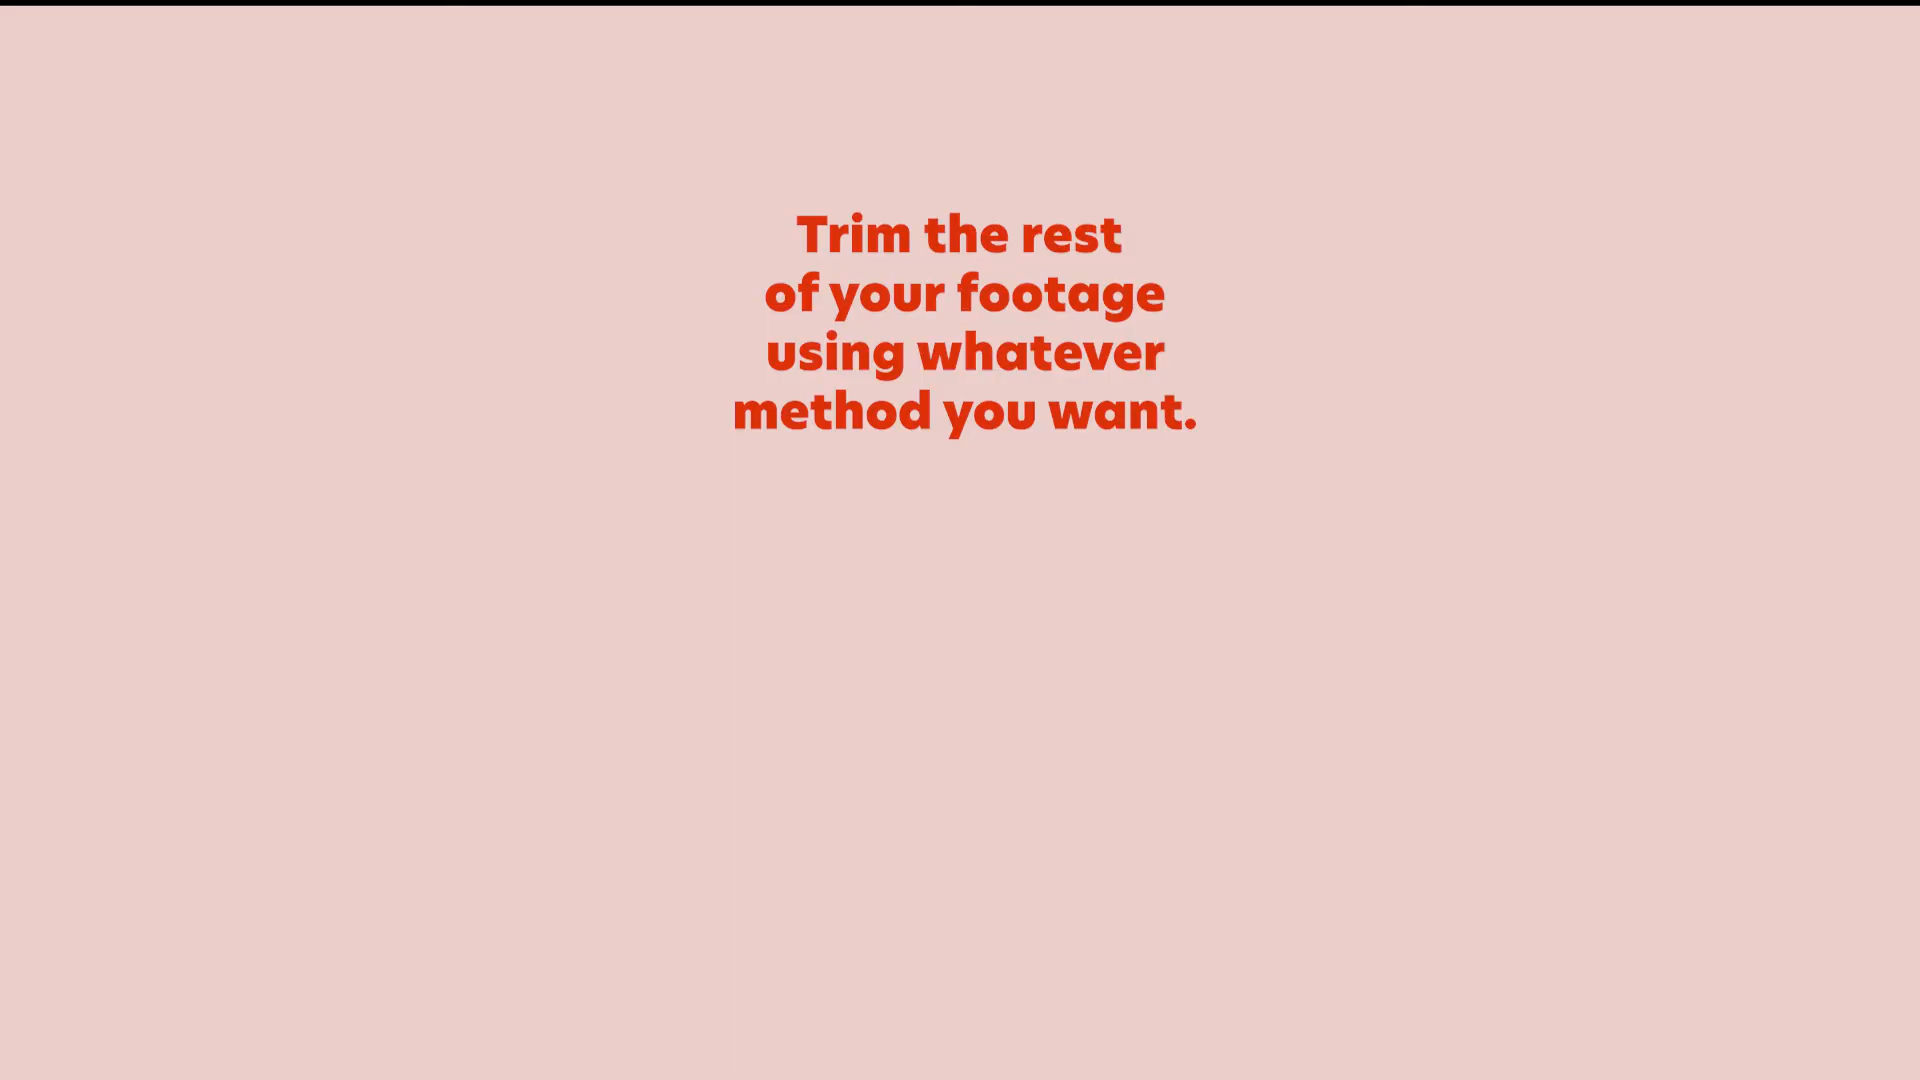 Trim the rest
of your footage
using whatever
method you want.